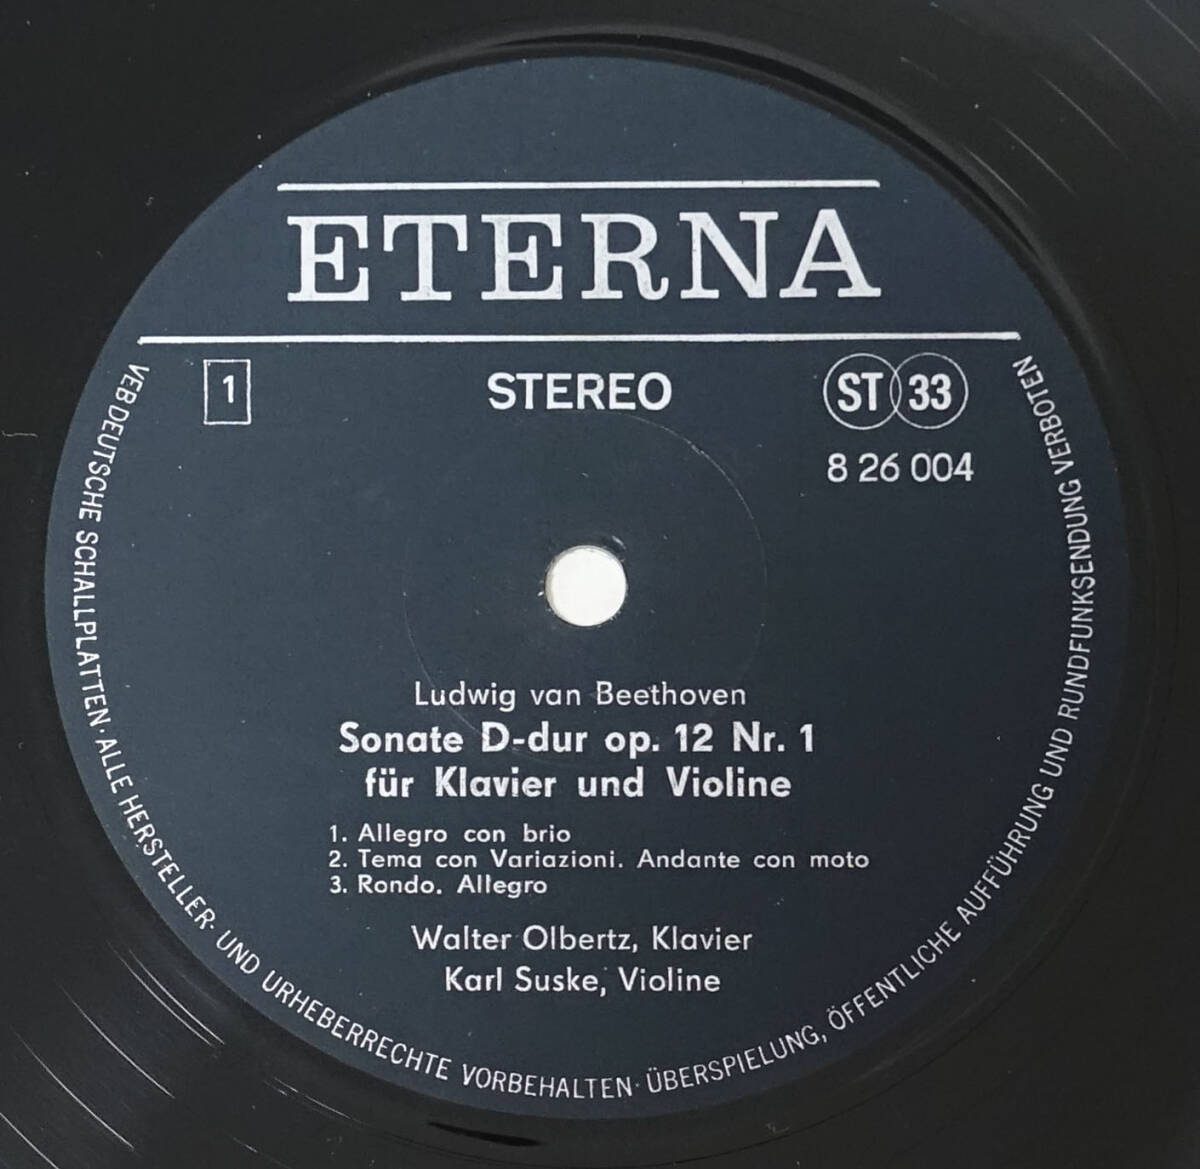 ETERNA
1
STEREO
ST 33
8 26 004
Ludwig van Beethoven
Sonate D-dur op. 12 Nr. 1
für Klavier und Violine
1. Allegro con brio
2. Tema con Variazioni. Andante con moto
3. Rondo. Allegro
Walter Olbertz, Klavier
Karl Suske, Violine
VEB DEUTSCHE SCHALLPLATTEN · ALLE HERSTELLER- UND URHEBERRECHTE VORBEHALTEN · ÜBERSPIELUNG, ÖFFENTLICHE AUFFÜHRUNG UND RUNDFUNKSENDUNG VERBOTEN